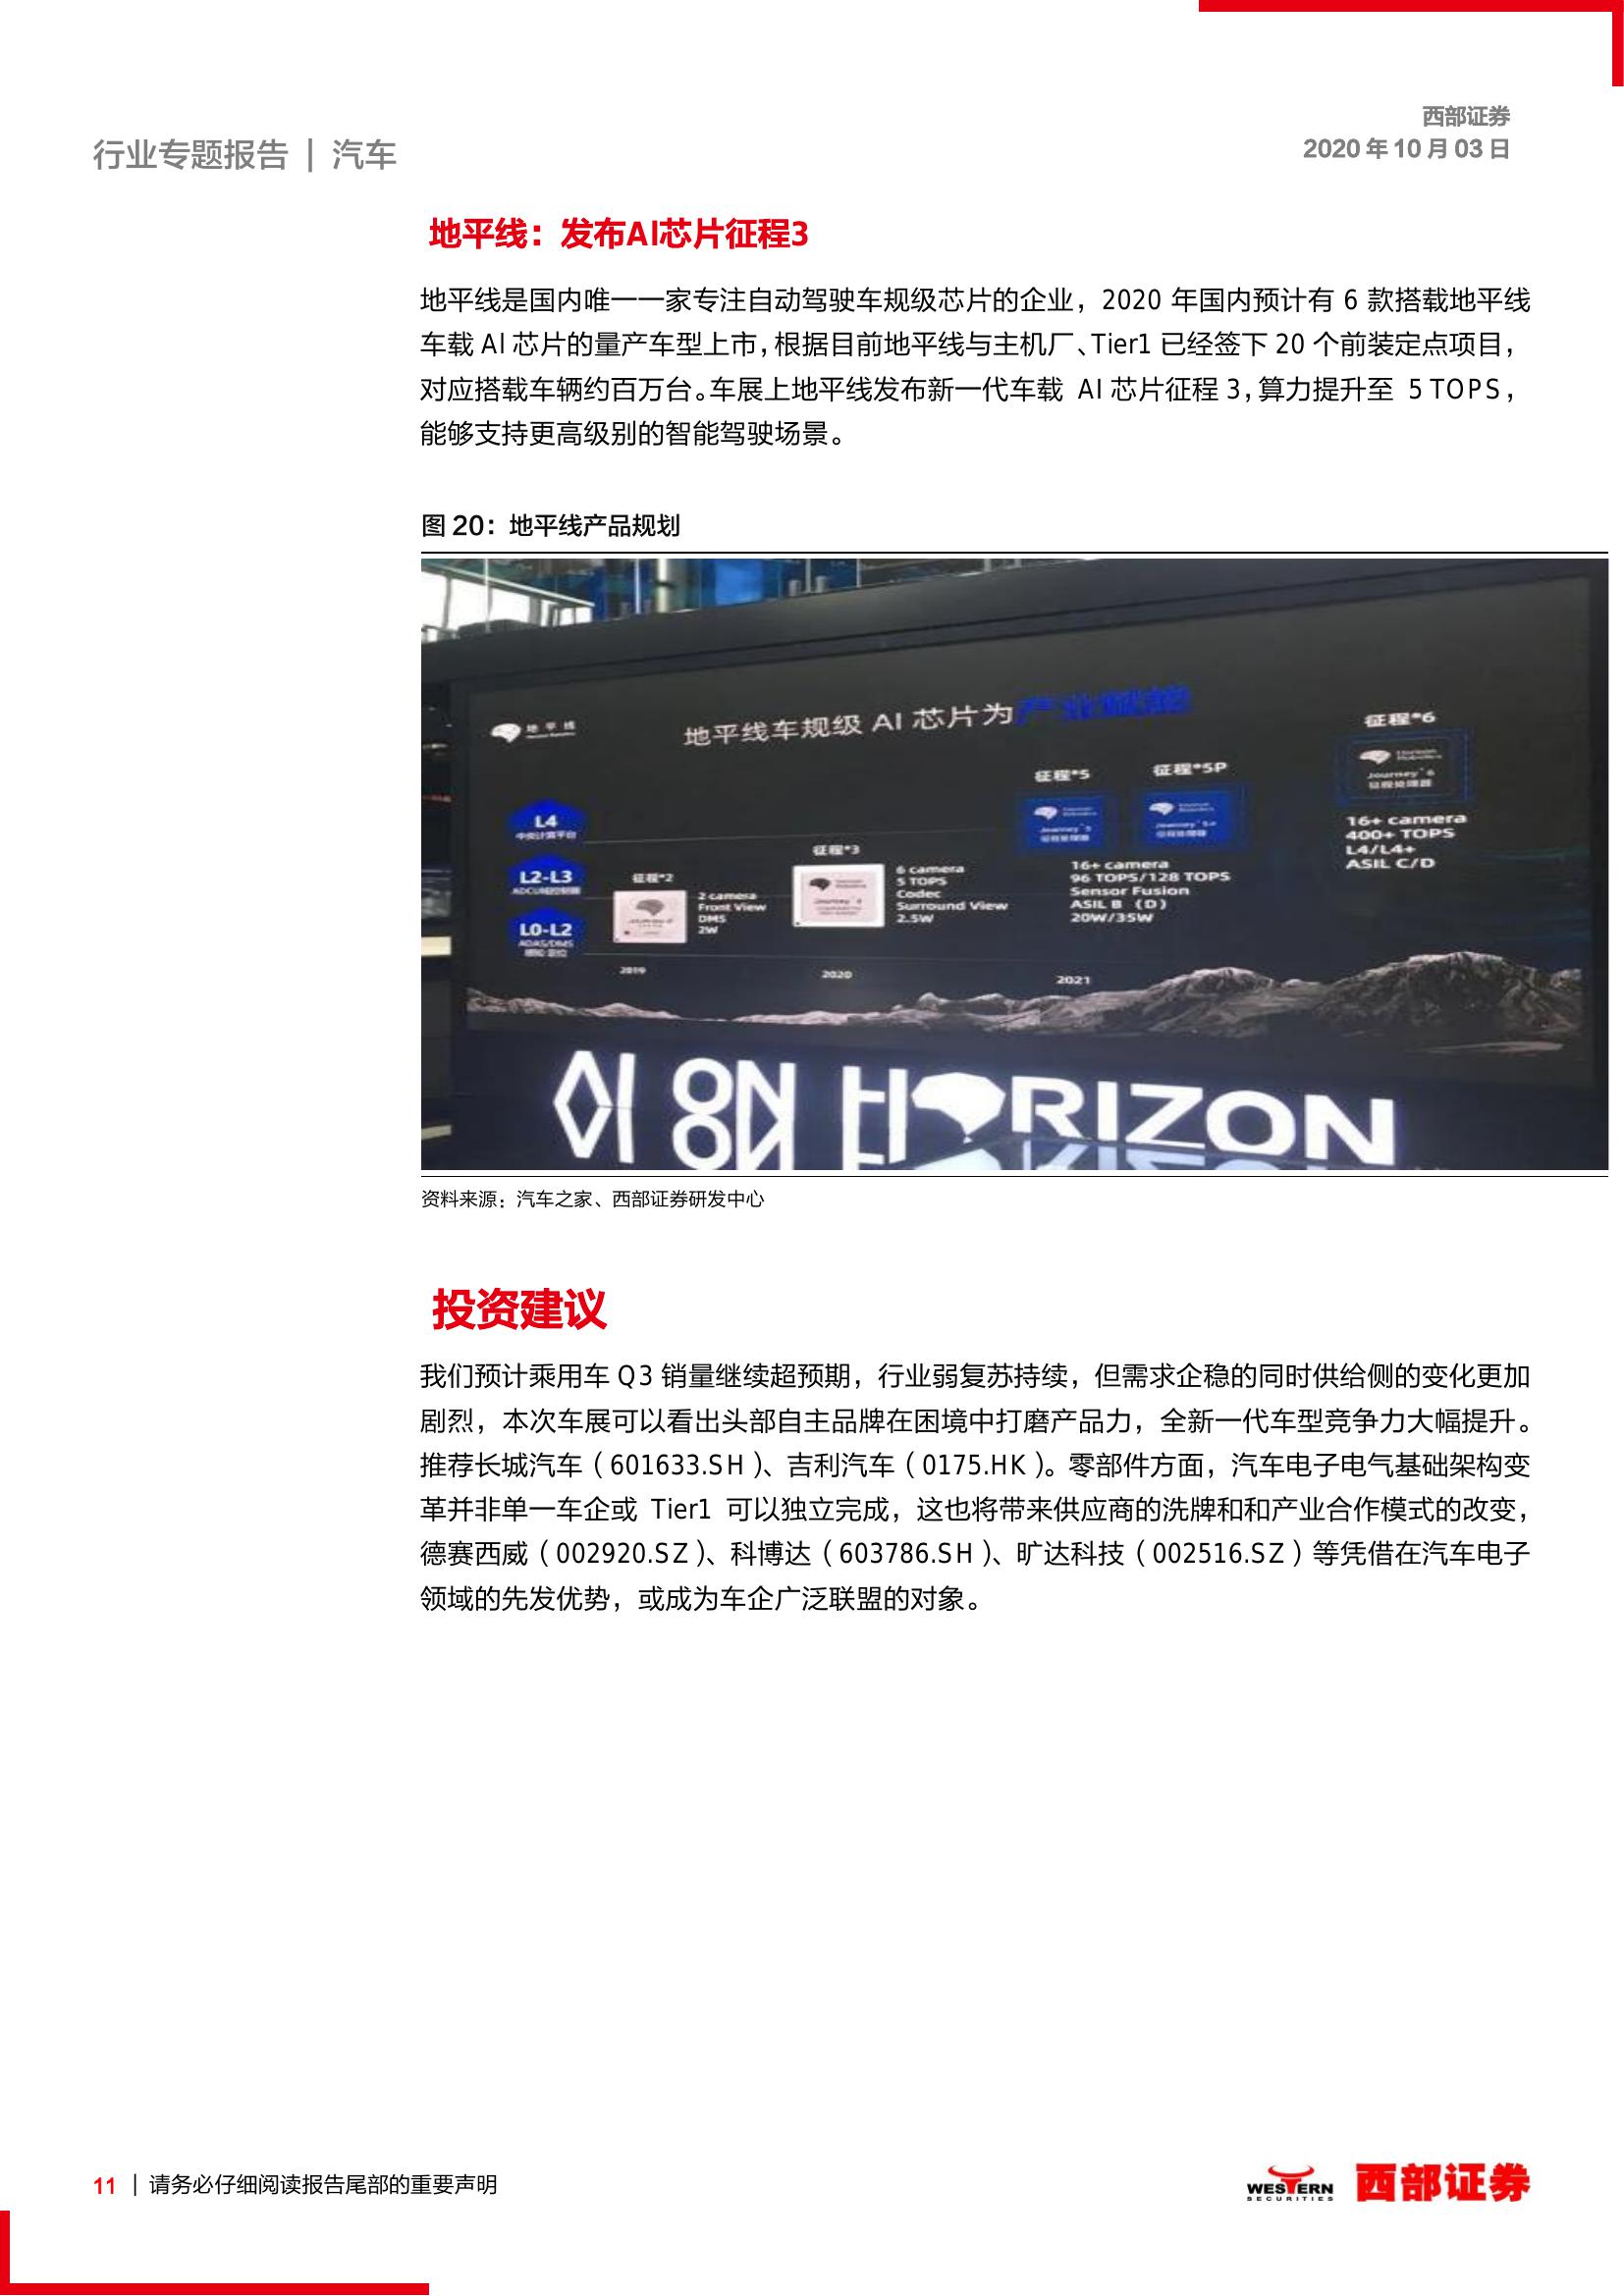 西部证券
2020 年 10 月 03 日
行业专题报告 | 汽车
地平线：发布AI芯片征程3
地平线是国内唯一一家专注自动驾驶车规级芯片的企业，2020 年国内预计有 6 款搭载地平线
车载 AI 芯片的量产车型上市，根据目前地平线与主机厂、Tier1 已经签下 20 个前装定点项目，
对应搭载车辆约百万台。车展上地平线发布新一代车载 AI 芯片征程 3，算力提升至 5 TOPS，
能够支持更高级别的智能驾驶场景。
图 20：地平线产品规划
地平线
地平线车规级 AI 芯片为产业赋能
征程*6
征程*5
征程*5P
Journey 6
征程处理器
L4
中央计算平台
16+ camera
400+ TOPS
L4/L4+
ASIL C/D
征程*3
L2-L3
征程*2
6 camera
5 TOPS
Codec
Surround View
2.5W
16+ camera
96 TOPS/128 TOPS
Sensor Fusion
ASIL B (D)
20W/35W
2 camera
Front View
DMS
2W
L0-L2
ADAS/DMS
2019
2020
2021
HORIZON
资料来源：汽车之家、西部证券研发中心
投资建议
我们预计乘用车 Q3 销量继续超预期，行业弱复苏持续，但需求企稳的同时供给侧的变化更加
剧烈，本次车展可以看出头部自主品牌在困境中打磨产品力，全新一代车型竞争力大幅提升。
推荐长城汽车（601633.SH）、吉利汽车（0175.HK）。零部件方面，汽车电子电气基础架构变
革并非单一车企或 Tier1 可以独立完成，这也将带来供应商的洗牌和和产业合作模式的改变，
德赛西威（002920.SZ）、科博达（603786.SH）、旷达科技（002516.SZ）等凭借在汽车电子
领域的先发优势，或成为车企广泛联盟的对象。
11 | 请务必仔细阅读报告尾部的重要声明
WESTERN
SECURITIES
西部证券